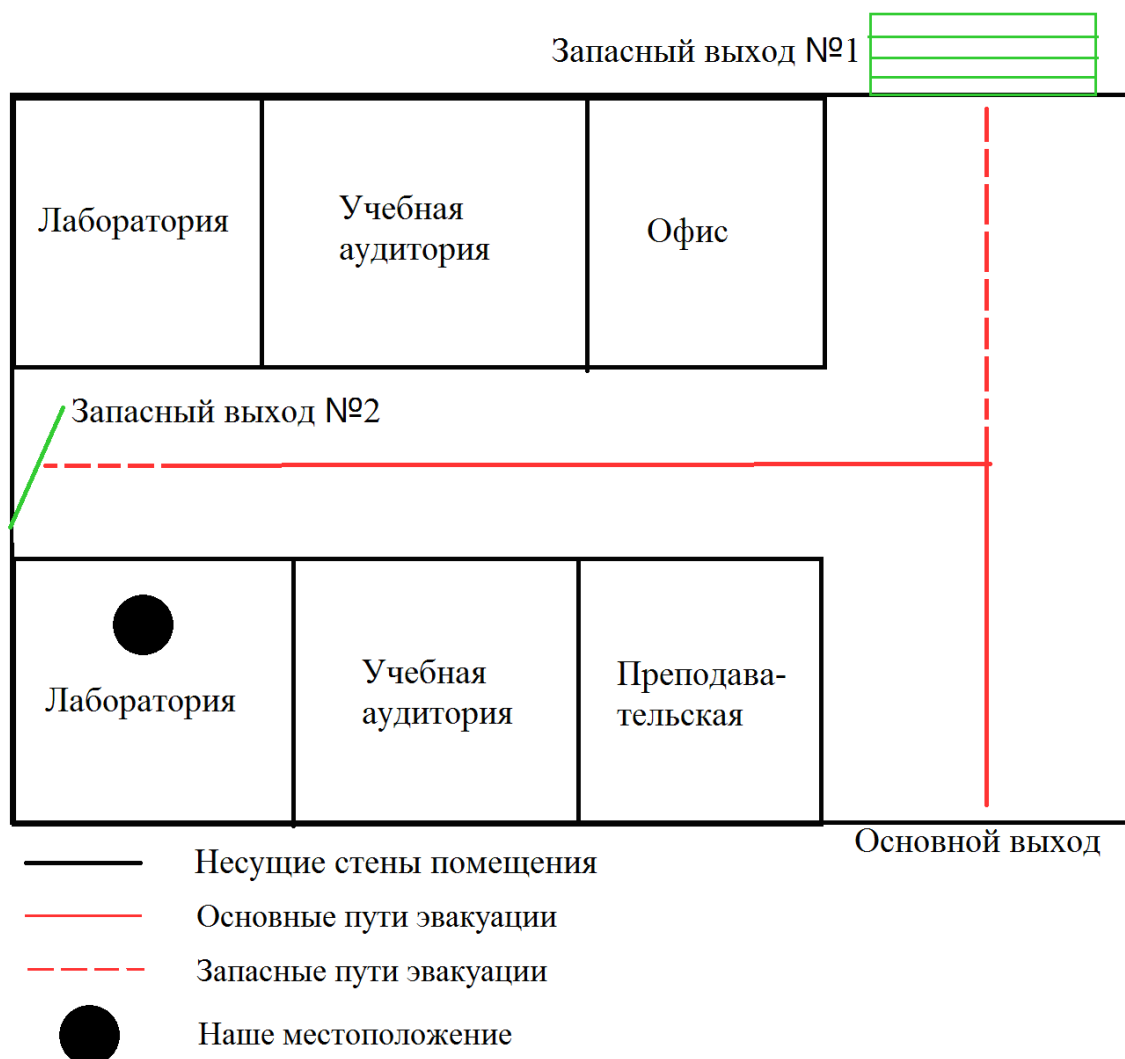 Запасный выход №1
Лаборатория
Учебная
аудитория
Офис
Запасный выход №2
Лаборатория
Учебная
аудитория
Преподава-
тельская
Основной выход
Несущие стены помещения
Основные пути эвакуации
Запасные пути эвакуации
Наше местоположение